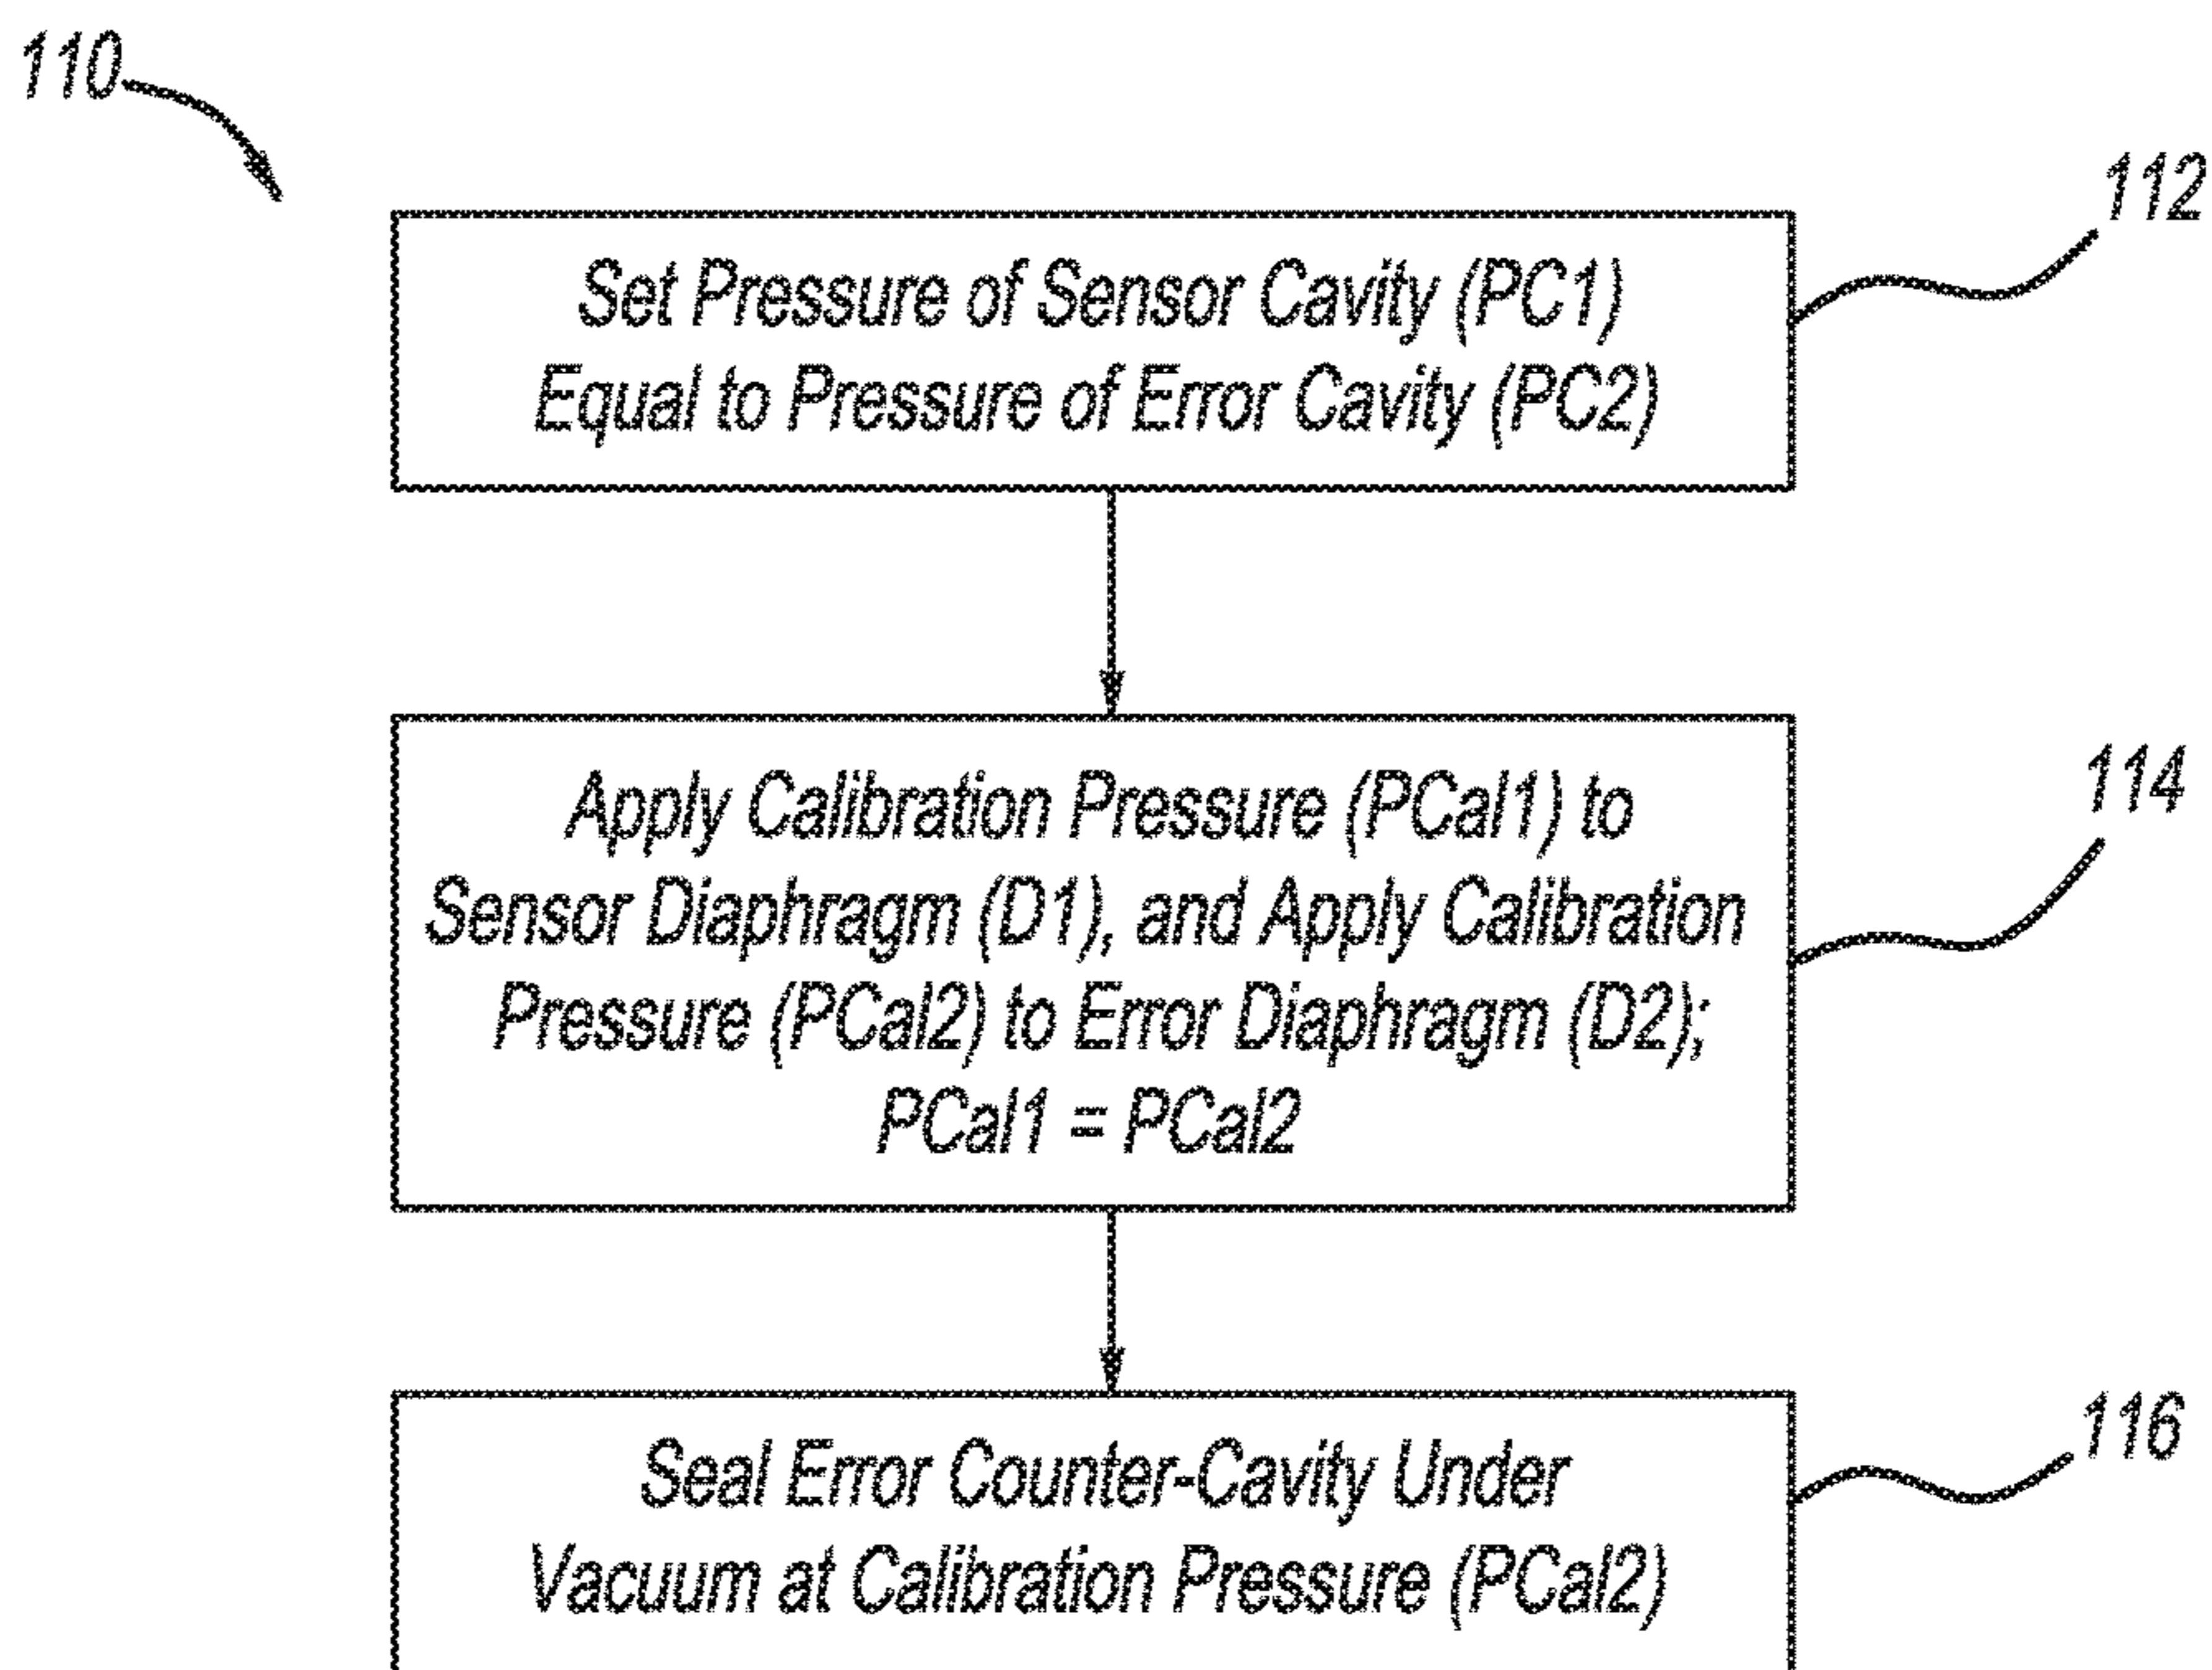 110
112
Set Pressure of Sensor Cavity (PC1)
Equal to Pressure of Error Cavity (PC2)
114
Apply Calibration Pressure (PCal1) to
Sensor Diaphragm (D1), and Apply Calibration
Pressure (PCal2) to Error Diaphragm (D2);
PCal1 = PCal2
116
Seal Error Counter-Cavity Under
Vacuum at Calibration Pressure (PCal2)